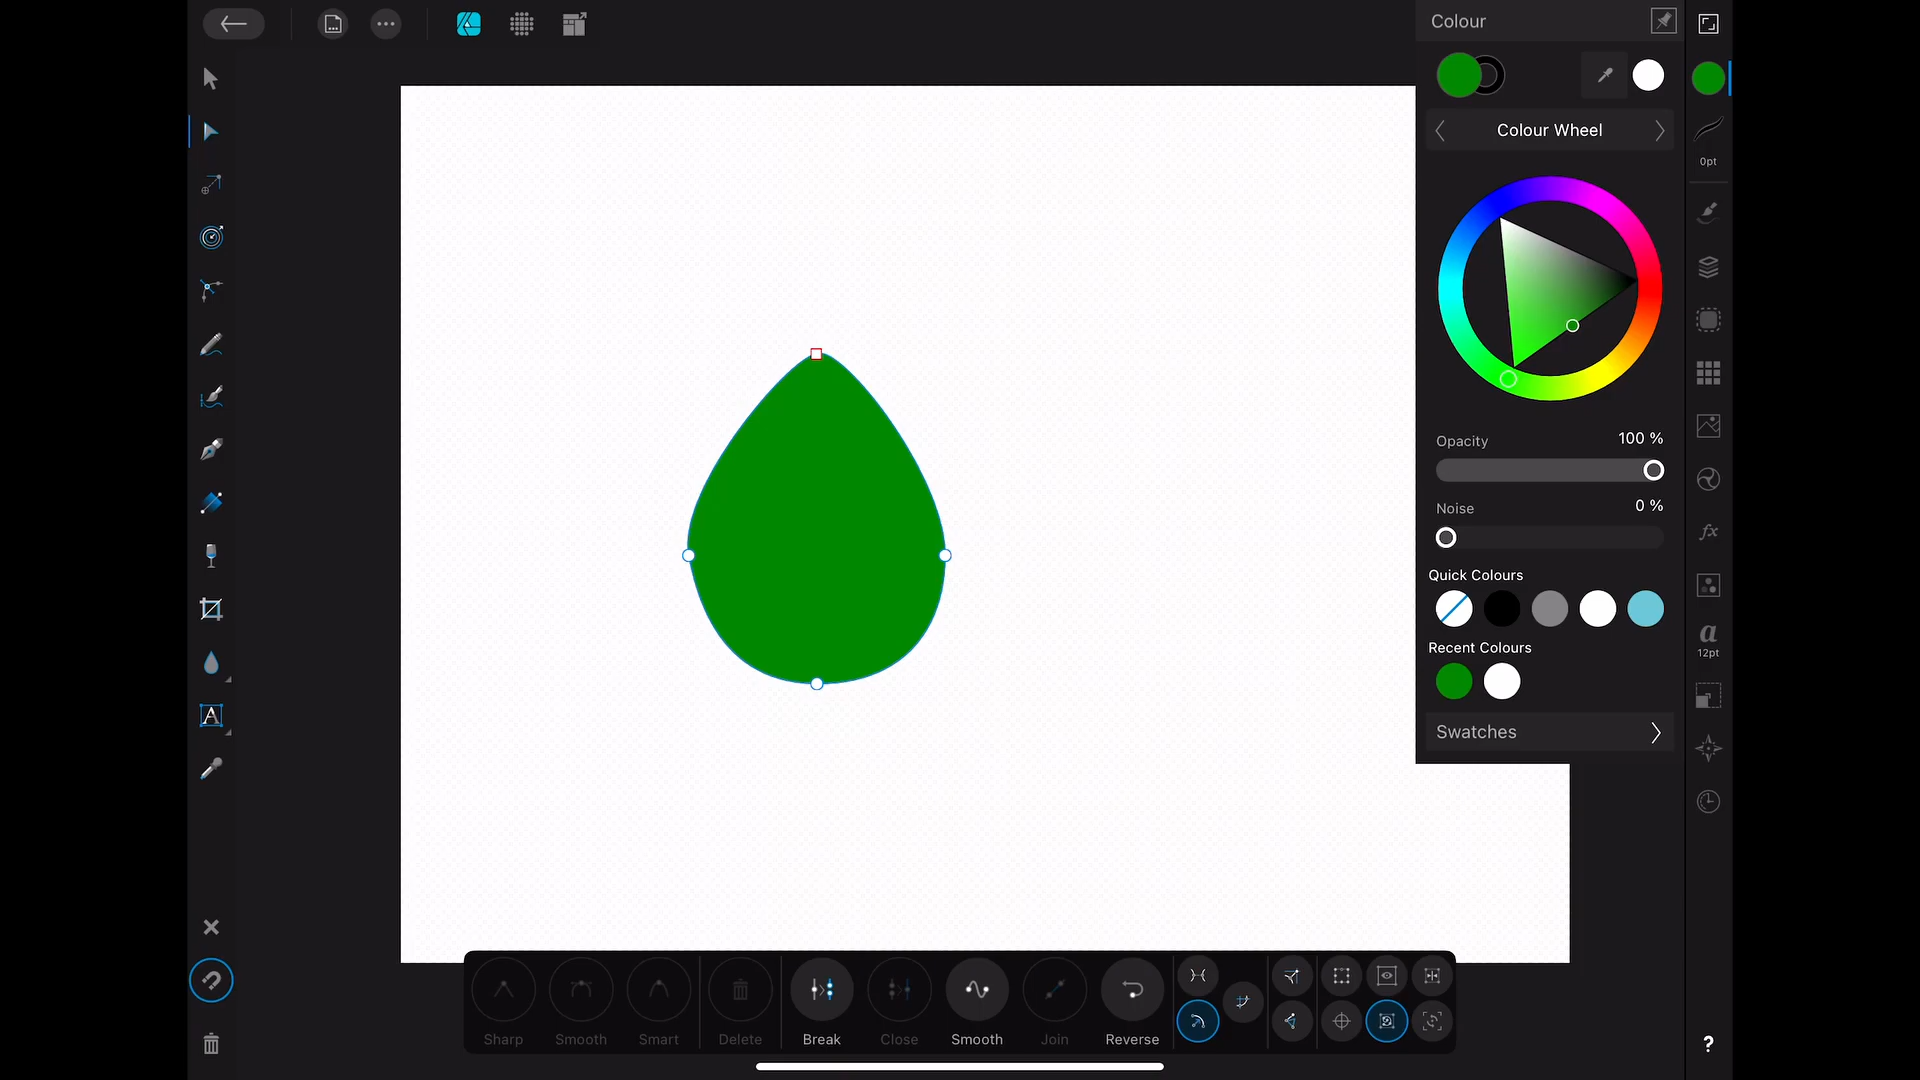 Colour
Colour Wheel
0pt
Opacity
100 %
Noise
0 %
Quick Colours
Recent Colours
Swatches
a
12pt
fx
A
Sharp
Smooth
Smart
Delete
Break
Close
Smooth
Join
Reverse
?